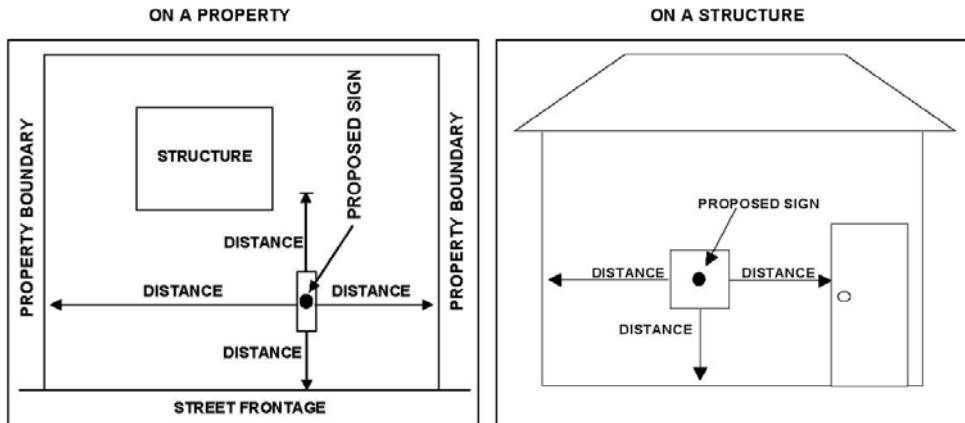 ON A PROPERTY
ON A STRUCTURE
PROPERTY BOUNDARY
STRUCTURE
PROPOSED SIGN
PROPERTY BOUNDARY
DISTANCE
DISTANCE
DISTANCE
DISTANCE
STREET FRONTAGE
PROPOSED SIGN
DISTANCE
DISTANCE
DISTANCE